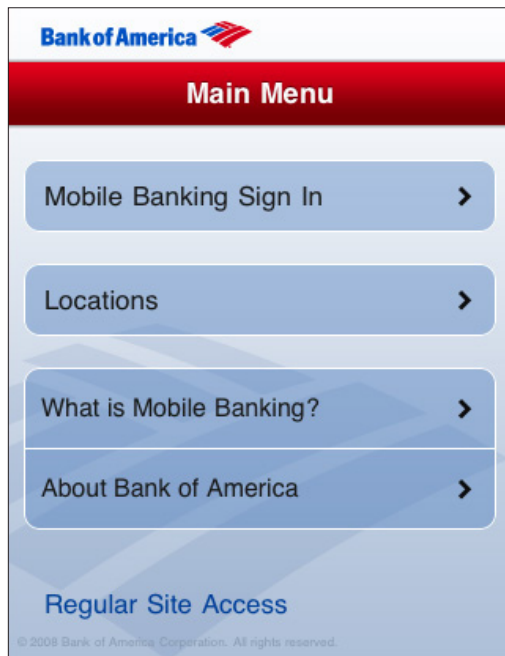 Bank of America
Main Menu
Mobile Banking Sign In
Locations
What is Mobile Banking?
About Bank of America
Regular Site Access
© 2008 Bank of America Corporation. All rights reserved.